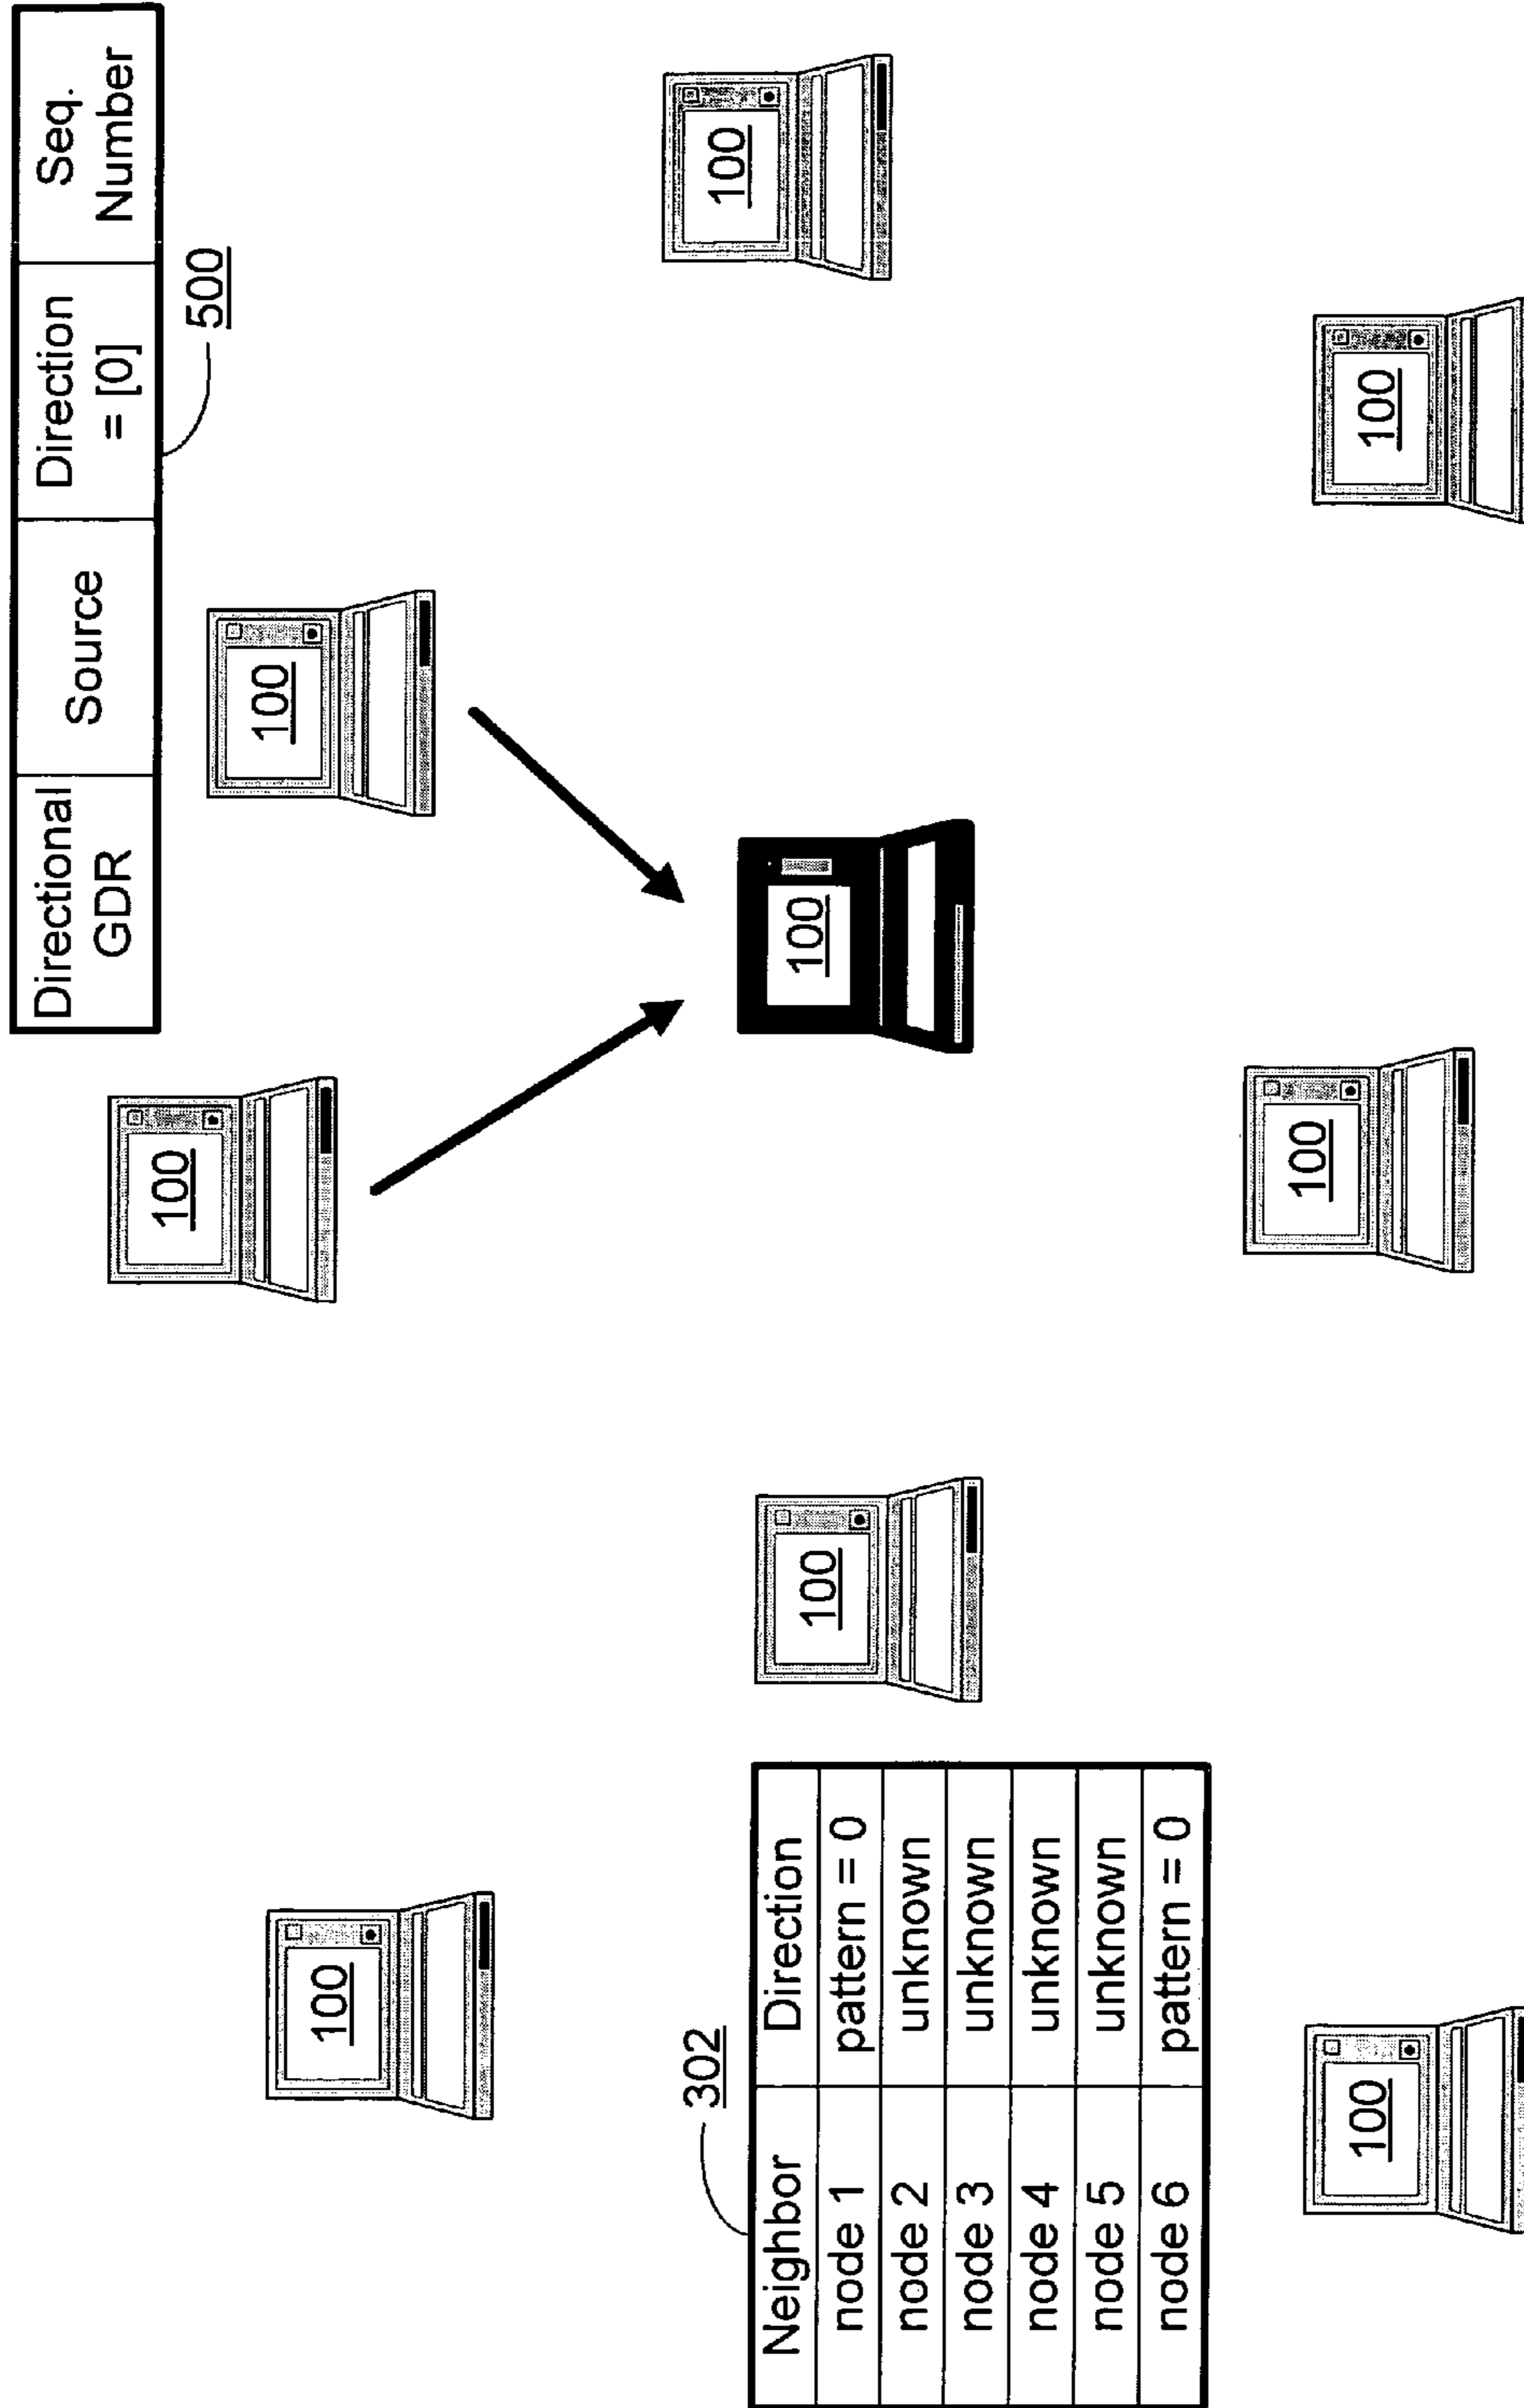 Directional GDR
Source
Direction = [0]
Seq. Number
500
100
100
100
302
100
100
100
Neighbor Direction
node 1 pattern = 0
node 2 unknown
node 3 unknown
node 4 unknown
node 5 unknown
node 6 pattern = 0
100
100
100